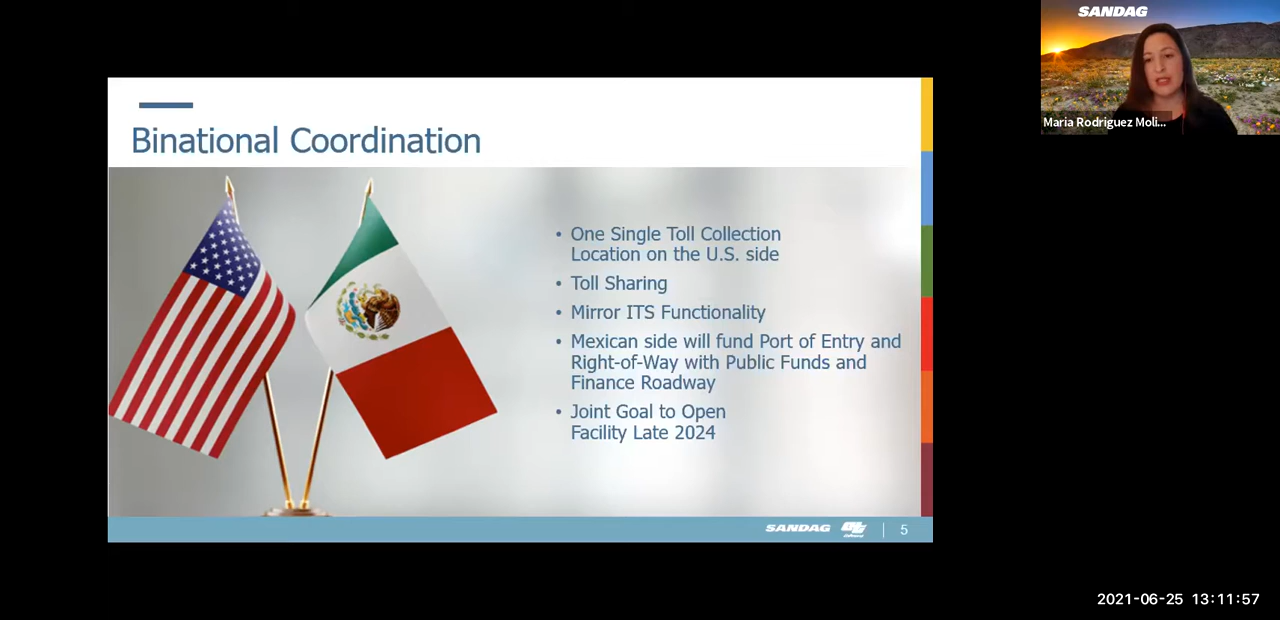 SANDAG
Maria Rodriguez Moli...
Binational Coordination
• One Single Toll Collection
Location on the U.S. side
• Toll Sharing
• Mirror ITS Functionality
• Mexican side will fund Port of Entry and
Right-of-Way with Public Funds and
Finance Roadway
• Joint Goal to Open
Facility Late 2024
SANDAG
5
2021-06-25 13:11:57